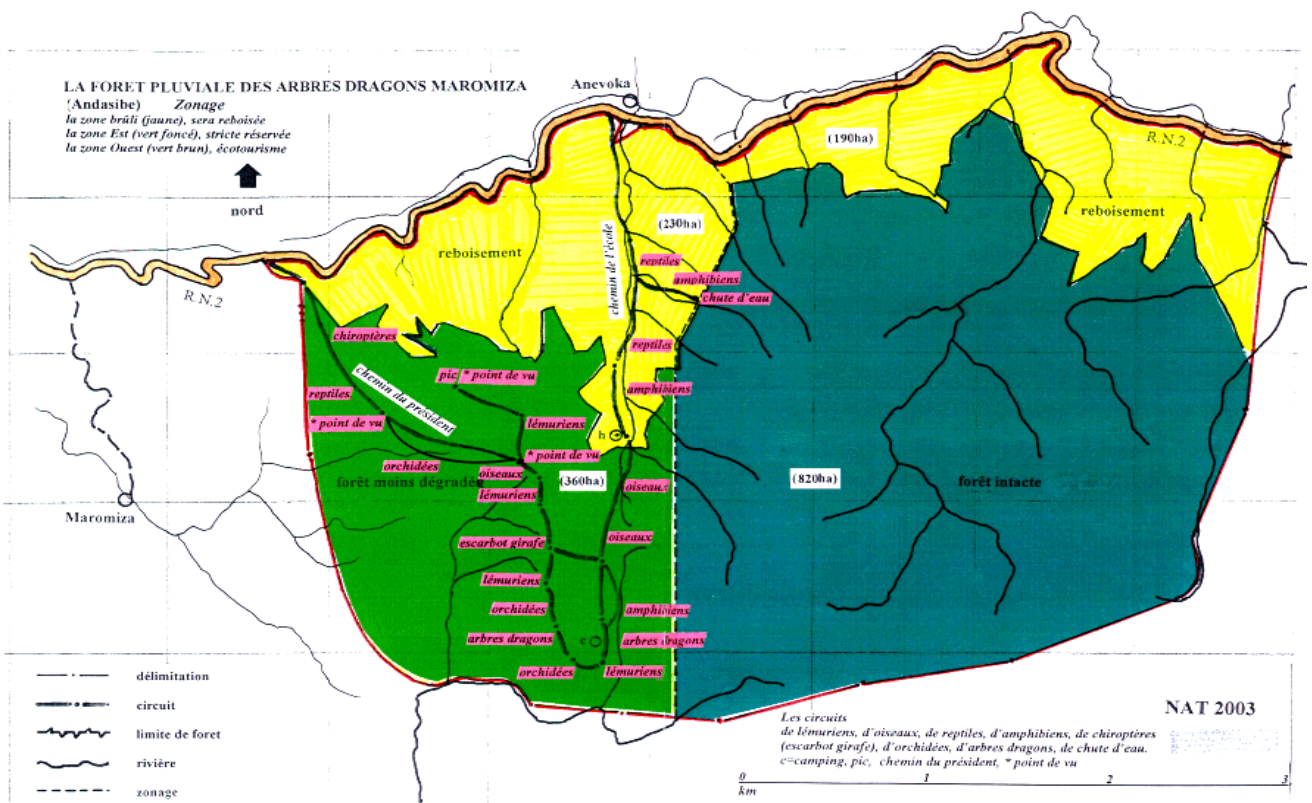 LA FORET PLUVIALE DES ARBRES DRAGONS MAROMIZA
(Andasibe) Zonage
la zone brûli (jaune), sera reboisée
la zone Est (vert foncé), stricte réservée
la zone Ouest (vert brun), écotourisme
nord
Anevoka
(190ha)
R.N.2
reboisement
(230ha)
reboisement
chemin de l'école
reptiles
amphibiens
chute d'eau
R.N.2
chiroptères
reptiles
pic
* point de vu
chemin du président
reptiles
amphibiens
* point de vu
lémuriens
h
orchidées
* point de vu
oiseaux
forêt moins dégradée
(360ha)
oiseaux
(820ha)
forêt intacte
lémuriens
Maromiza
escarbot girafe
oiseaux
lémuriens
orchidées
amphibiens
arbres dragons
c
arbres dragons
orchidées
lémuriens
délimitation
circuit
limite de foret
rivière
zonage
NAT 2003
Les circuits
de lémuriens, d'oiseaux, de reptiles, d'amphibiens, de chiroptères
(escarbot girafe), d'orchidées, d'arbres dragons, de chute d'eau.
c=camping, pic, chemin du président, * point de vu
0 1 2 3
km